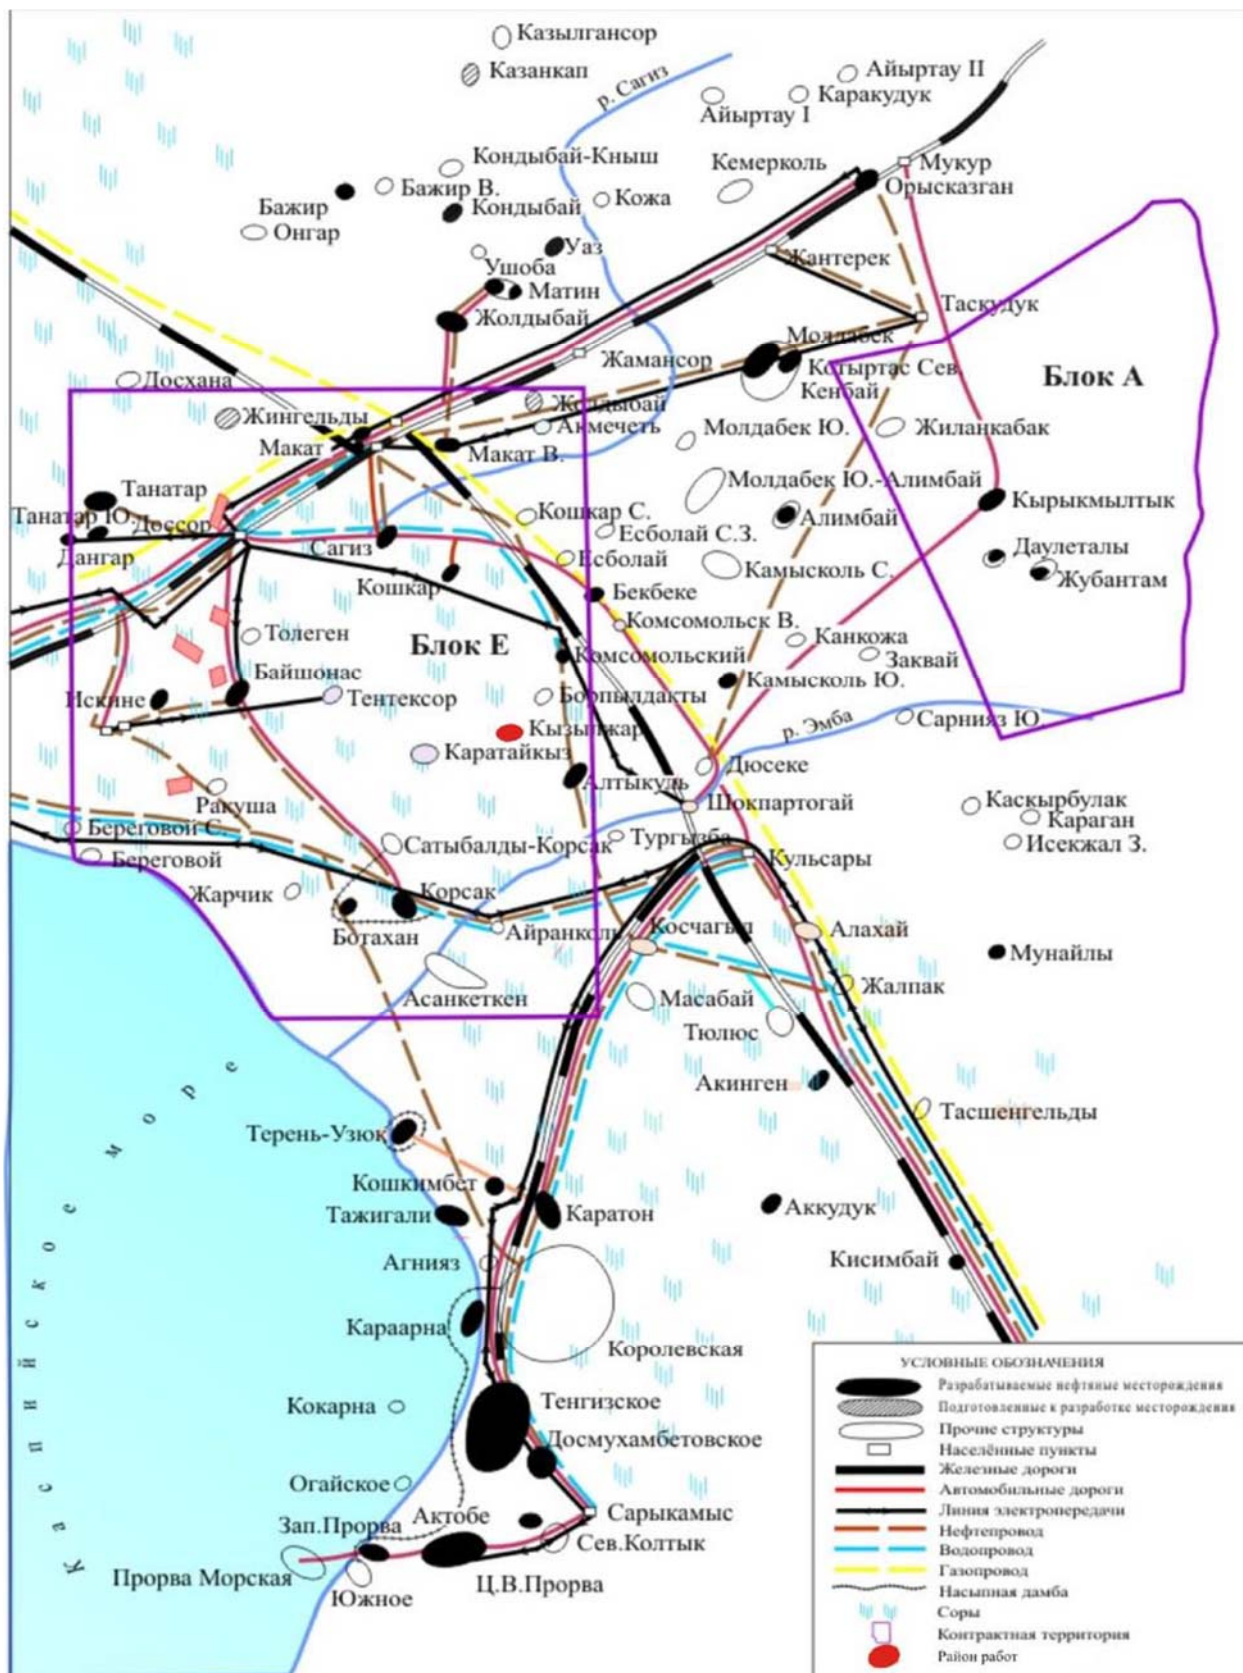 Казылгансор
Казанкап
р. Сагиз
Айыртау II
Каракудук
Айыртау I
Кондыбай-Кныш
Кемерколь
Мукур
Орысказган
Бажир В.
Бажир
Кондыбай
Кожа
Онгар
Уаз
Ушоба
Матин
Жантерек
Таскудук
Жолдыбай
Молдабек
Жамансор
Котыртас Сев.
Кенбай
Блок А
Досхана
Жолдыбай
Жингельды
Акмечеть
Молдабек Ю.
Жиланкабак
Макат
Макат В.
Молдабек Ю.-Алимбай
Танатар
Кырыкмылтык
Танатар Ю.
Доссор
Кошкар С.
Алимбай
Есболай С.З.
Дангар
Сагиз
Есболай
Даулеталы
Камысколь С.
Жубантам
Кошкар
Бекбеке
Толеген
Блок Е
Комсомольск В.
Канкожа
Комсомольский
Заквай
Байшонас
Камысколь Ю.
Искине
Тентексор
Борпылдакты
Сарнияз Ю.
р. Эмба
Кызылжар
Каратайкыз
Дюсеке
Алтыкуль
Ракуша
Шокпартогай
Каскырбулак
Караган
Береговой С.
Тургызба
Исекжал З.
Сатыбалды-Корсак
Береговой
Кульсары
Жарчик
Корсак
Косчагыл
Алахай
Ботахан
Айранколь
Мунайлы
Асанкеткен
Масабай
Жалпак
Тюлюс
Акинген
Тасшенгельды
Каспийское море
Терень-Узюк
Кошкимбет
Тажигали
Каратон
Аккудук
Агнияз
Кисимбай
Караарна
Королевская
Тенгизское
Кокарна
Досмухамбетовское
Огайское
Сарыкамыс
Актобе
Зап.Прорва
Сев.Колтык
Прорва Морская
Ц.В.Прорва
Южное
УСЛОВНЫЕ ОБОЗНАЧЕНИЯ
Разрабатываемые нефтяные месторождения
Подготовленные к разработке месторождения
Прочие структуры
Населённые пункты
Железные дороги
Автомобильные дороги
Линия электропередачи
Нефтепровод
Водопровод
Газопровод
Насыпная дамба
Соры
Контрактная территория
Район работ